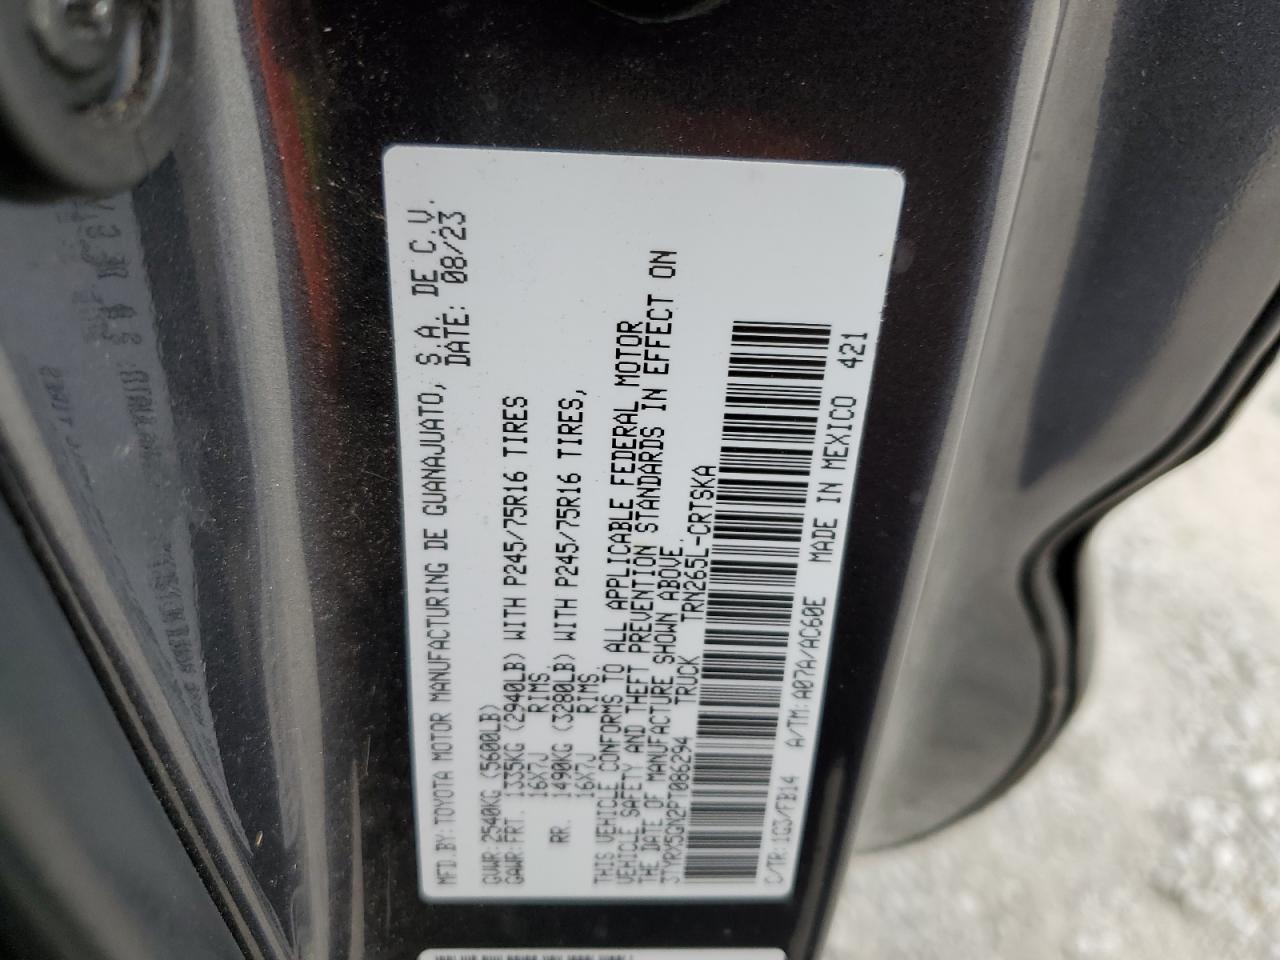 MFD.BY: TOYOTA MOTOR MANUFACTURING DE GUANAJUATO, S.A. DE C.V.
DATE: 08/23
GVWR: 2540KG (5600LB)
GAWR: FRT. 1335KG (2940LB) WITH P245/75R16 TIRES
16X7J RIMS.
RR. 1490KG (3280LB) WITH P245/75R16 TIRES,
16X7J RIMS.
THIS VEHICLE CONFORMS TO ALL APPLICABLE FEDERAL MOTOR
VEHICLE SAFETY AND THEFT PREVENTION STANDARDS IN EFFECT ON
THE DATE OF MANUFACTURE SHOWN ABOVE.
3TYRX5GN2PT086294 TRUCK TRN265L-CRTSKA
C/TR: 1G3/FB14 A/TM: A07A/AC60E MADE IN MEXICO 421